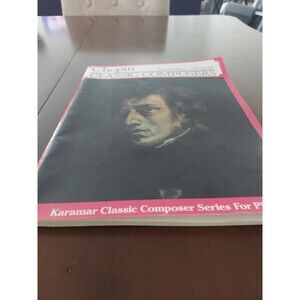 Chopin
CLASSIC COMPOSERS
Karamar Classic Composer Series For P